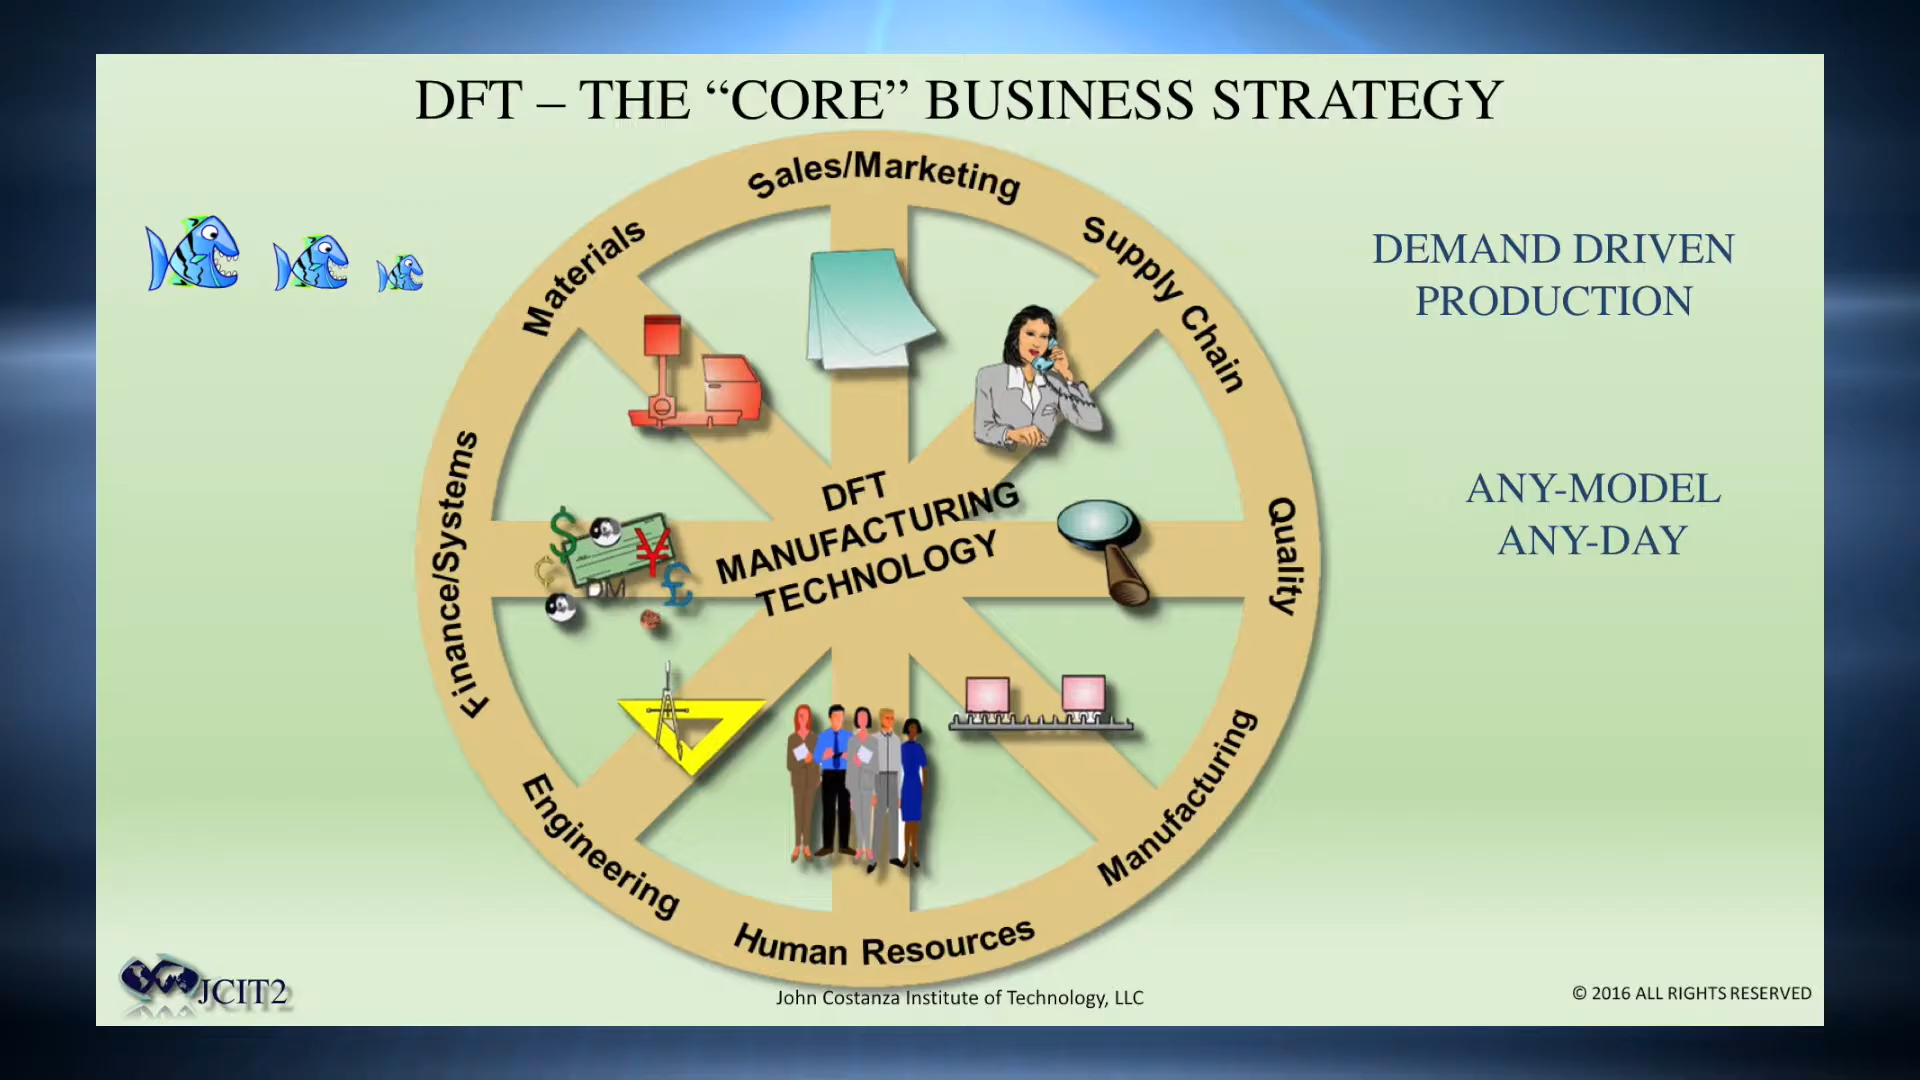 DFT – THE “CORE” BUSINESS STRATEGY
Sales/Marketing
Materials
Supply Chain
DEMAND DRIVEN
PRODUCTION
Finance/Systems
DFT
MANUFACTURING
TECHNOLOGY
$
¥
¢
DM
£
Quality
ANY-MODEL
ANY-DAY
Engineering
Manufacturing
Human Resources
JCIT2
John Costanza Institute of Technology, LLC
© 2016 ALL RIGHTS RESERVED